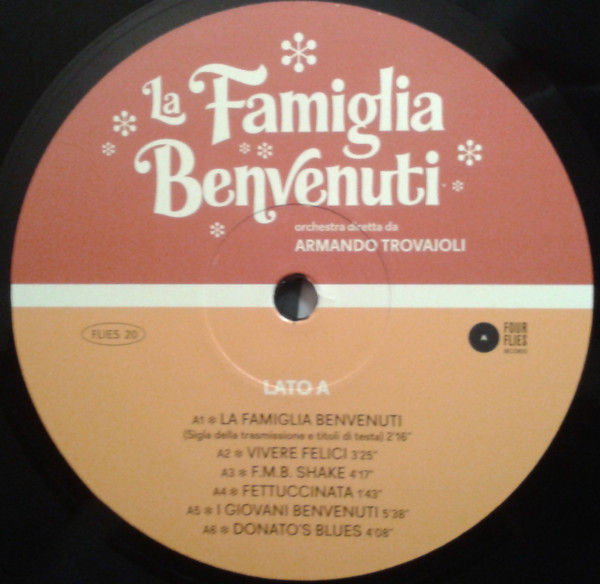 La Famiglia
Benvenuti
orchestra diretta da
ARMANDO TROVAIOLI
FLIES 20
A
FOUR
FLIES
RECORDS
LATO A
A1 ✻ LA FAMIGLIA BENVENUTI
(Sigla della trasmissione e titoli di testa) 2'16"
A2 ✻ VIVERE FELICI 3'25"
A3 ✻ F.M.B. SHAKE 4'17"
A4 ✻ FETTUCCINATA 1'43"
A5 ✻ I GIOVANI BENVENUTI 5'38"
A6 ✻ DONATO'S BLUES 4'08"